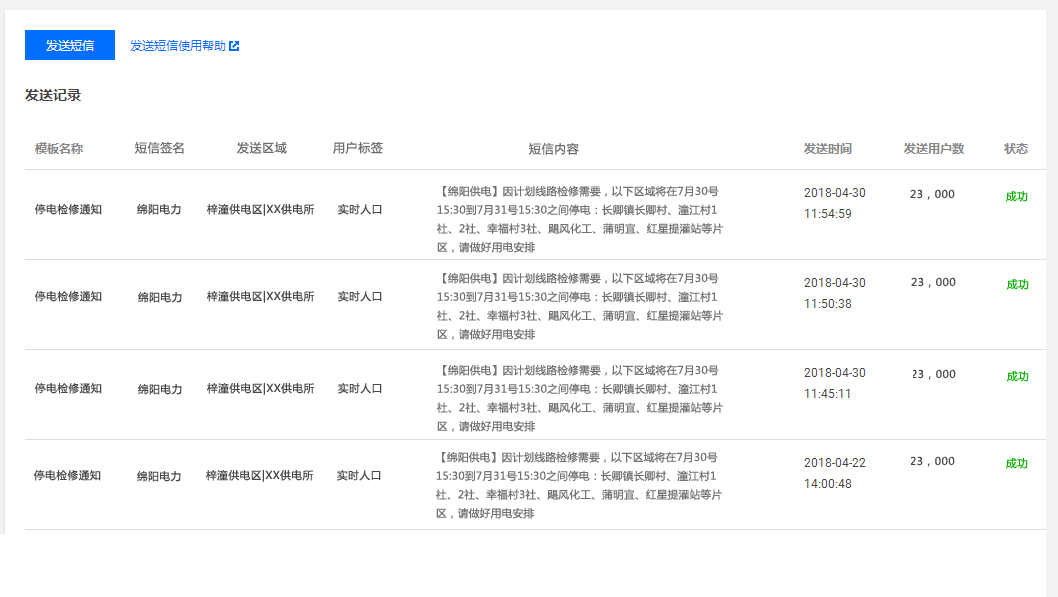 发送短信 发送短信使用帮助
发送记录
模板名称 短信签名 发送区域 用户标签 短信内容 发送时间 发送用户数 状态
停电检修通知 绵阳电力 梓潼供电区|XX供电所 实时人口
【绵阳供电】因计划线路检修需要，以下区域将在7月30号
15:30到7月31号15:30之间停电：长卿镇长卿村、潼江村1
社、2社、幸福村3社、飓风化工、蒲明宣、红星提灌站等片
区，请做好用电安排
2018-04-30
11:54:59
23，000 成功
停电检修通知 绵阳电力 梓潼供电区|XX供电所 实时人口
【绵阳供电】因计划线路检修需要，以下区域将在7月30号
15:30到7月31号15:30之间停电：长卿镇长卿村、潼江村1
社、2社、幸福村3社、飓风化工、蒲明宣、红星提灌站等片
区，请做好用电安排
2018-04-30
11:50:38
23，000 成功
停电检修通知 绵阳电力 梓潼供电区|XX供电所 实时人口
【绵阳供电】因计划线路检修需要，以下区域将在7月30号
15:30到7月31号15:30之间停电：长卿镇长卿村、潼江村1
社、2社、幸福村3社、飓风化工、蒲明宣、红星提灌站等片
区，请做好用电安排
2018-04-30
11:45:11
23，000 成功
停电检修通知 绵阳电力 梓潼供电区|XX供电所 实时人口
【绵阳供电】因计划线路检修需要，以下区域将在7月30号
15:30到7月31号15:30之间停电：长卿镇长卿村、潼江村1
社、2社、幸福村3社、飓风化工、蒲明宣、红星提灌站等片
区，请做好用电安排
2018-04-22
14:00:48
23，000 成功